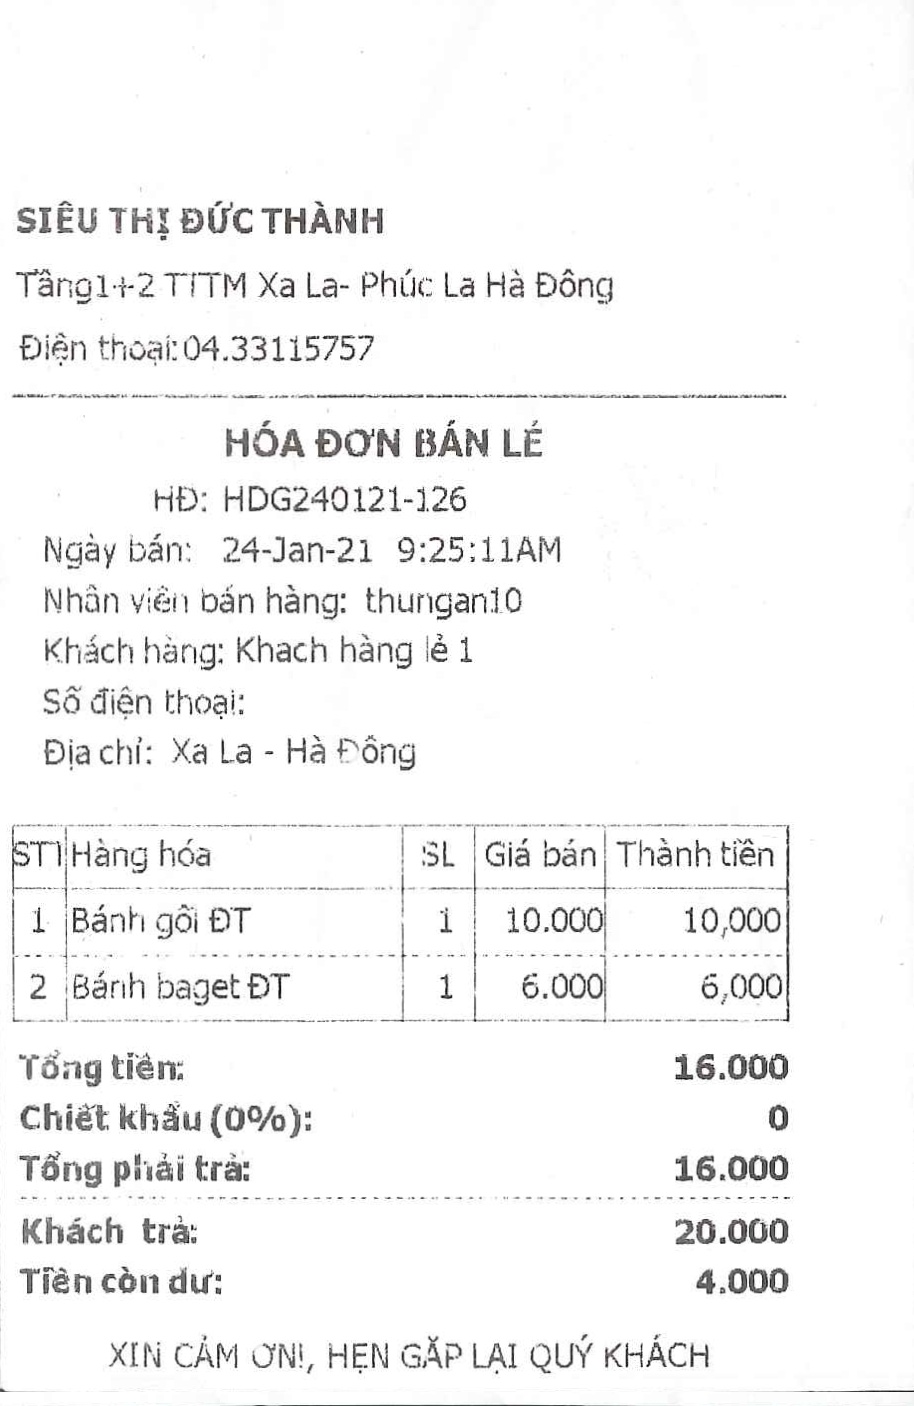 SIÊU THỊ ĐỨC THÀNH
Tầng1+2 TTTM Xa La- Phúc La Hà Đông
Điện thoại:04.33115757
HÓA ĐƠN BÁN LẺ
HĐ: HDG240121-126
Ngày bán: 24-Jan-21 9:25:11AM
Nhân viên bán hàng: thungan10
Khách hàng: Khach hàng lẻ 1
Số điện thoại:
Địa chỉ: Xa La - Hà Đông
STT Hàng hóa SL Giá bán Thành tiền
1 Bánh gối ĐT 1 10.000 10,000
2 Bánh baget ĐT 1 6.000 6,000
Tổng tiền: 16.000
Chiết khấu (0%): 0
Tổng phải trả: 16.000
Khách trả: 20.000
Tiền còn dư: 4.000
XIN CẢM ƠN!, HẸN GẶP LẠI QUÝ KHÁCH